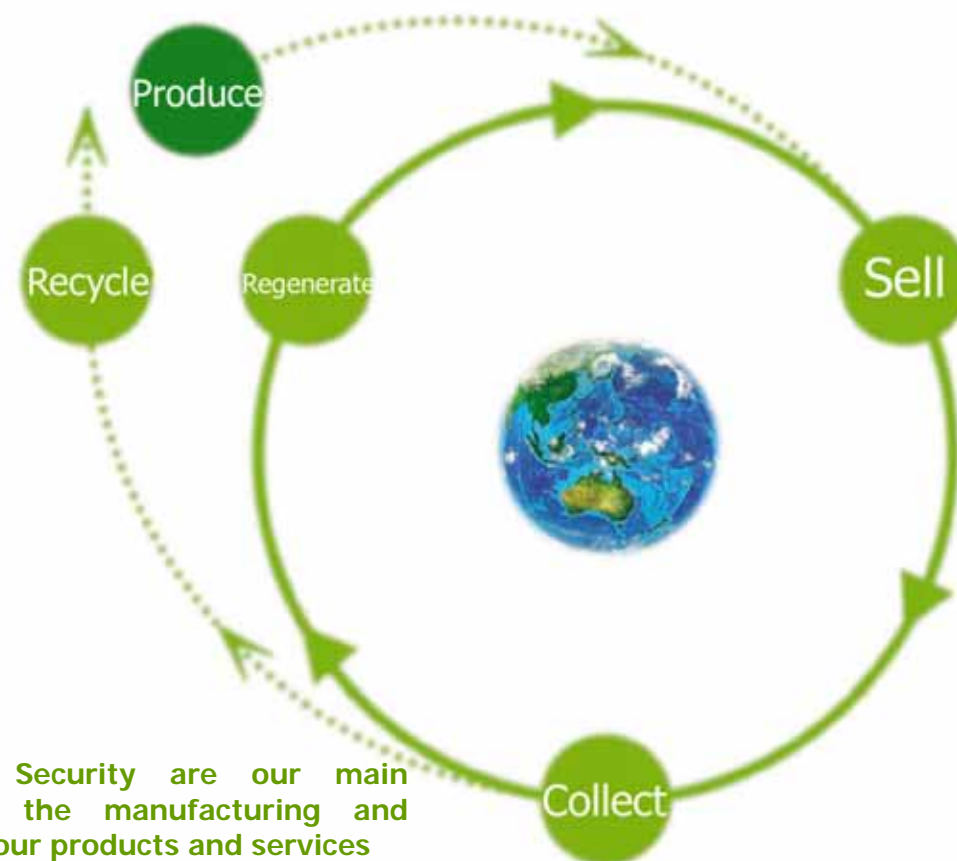 Produce
Recycle
Regenerate
Sell
Collect
Security are our main
the manufacturing and
our products and services